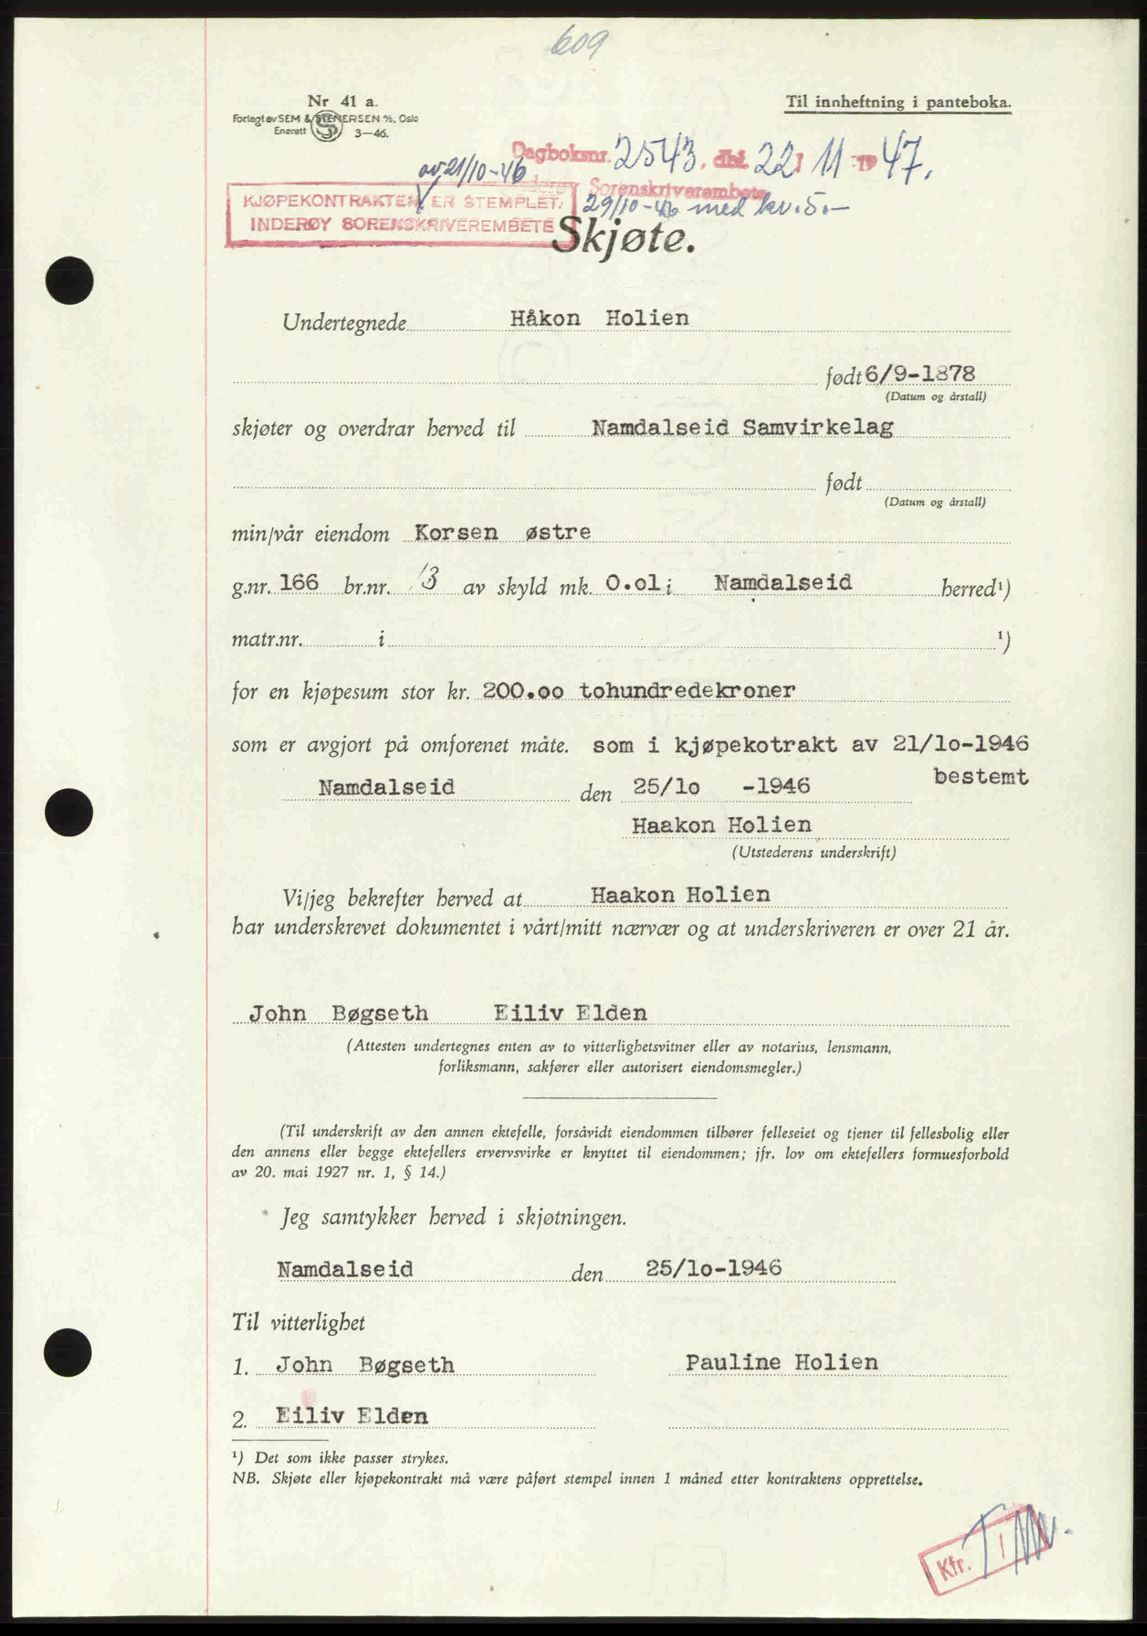 609
Nr 41 a.
Forlagt av SEM & STENERSEN A/S, Oslo
Enerett 3—46.
Til innheftning i panteboka.
Dagboksnr. 2543, dbf. 22/11 1947.
Sorenskriverembete
av 21/10-46
KJØPEKONTRAKTEN ER STEMPLET. 29/10-46 med kr. 5.-
INDERØY SORENSKRIVEREMBETE
Skjøte.
Undertegnede Håkon Holien
født 6/9-1878
(Datum og årstall)
skjøter og overdrar herved til Namdalseid Samvirkelag
født
(Datum og årstall)
min/vår eiendom Korsen østre
g.nr. 166 br.nr. 13 av skyld mk. 0.ol i Namdalseid herred¹)
matr.nr. i ¹)
for en kjøpesum stor kr. 200.oo tohundredekroner
som er avgjort på omforenet måte. som i kjøpekotrakt av 21/lo-1946
bestemt
Namdalseid den 25/lo -1946
Haakon Holien
(Utstederens underskrift)
Vi/jeg bekrefter herved at Haakon Holien
har underskrevet dokumentet i vårt/mitt nærvær og at underskriveren er over 21 år.
John Bøgseth Eiliv Elden
(Attesten undertegnes enten av to vitterlighetsvitner eller av notarius, lensmann,
forliksmann, sakfører eller autorisert eiendomsmegler.)
(Til underskrift av den annen ektefelle, forsåvidt eiendommen tilhører felleseiet og tjener til fellesbolig eller
den annens eller begge ektefellers ervervsvirke er knyttet til eiendommen; jfr. lov om ektefellers formuesforhold
av 20. mai 1927 nr. 1, § 14.)
Jeg samtykker herved i skjøtningen.
Namdalseid den 25/lo-1946
Til vitterlighet
1. John Bøgseth Pauline Holien
2. Eiliv Elden
¹) Det som ikke passer strykes.
NB. Skjøte eller kjøpekontrakt må være påført stempel innen 1 måned etter kontraktens opprettelse.
Kfr.